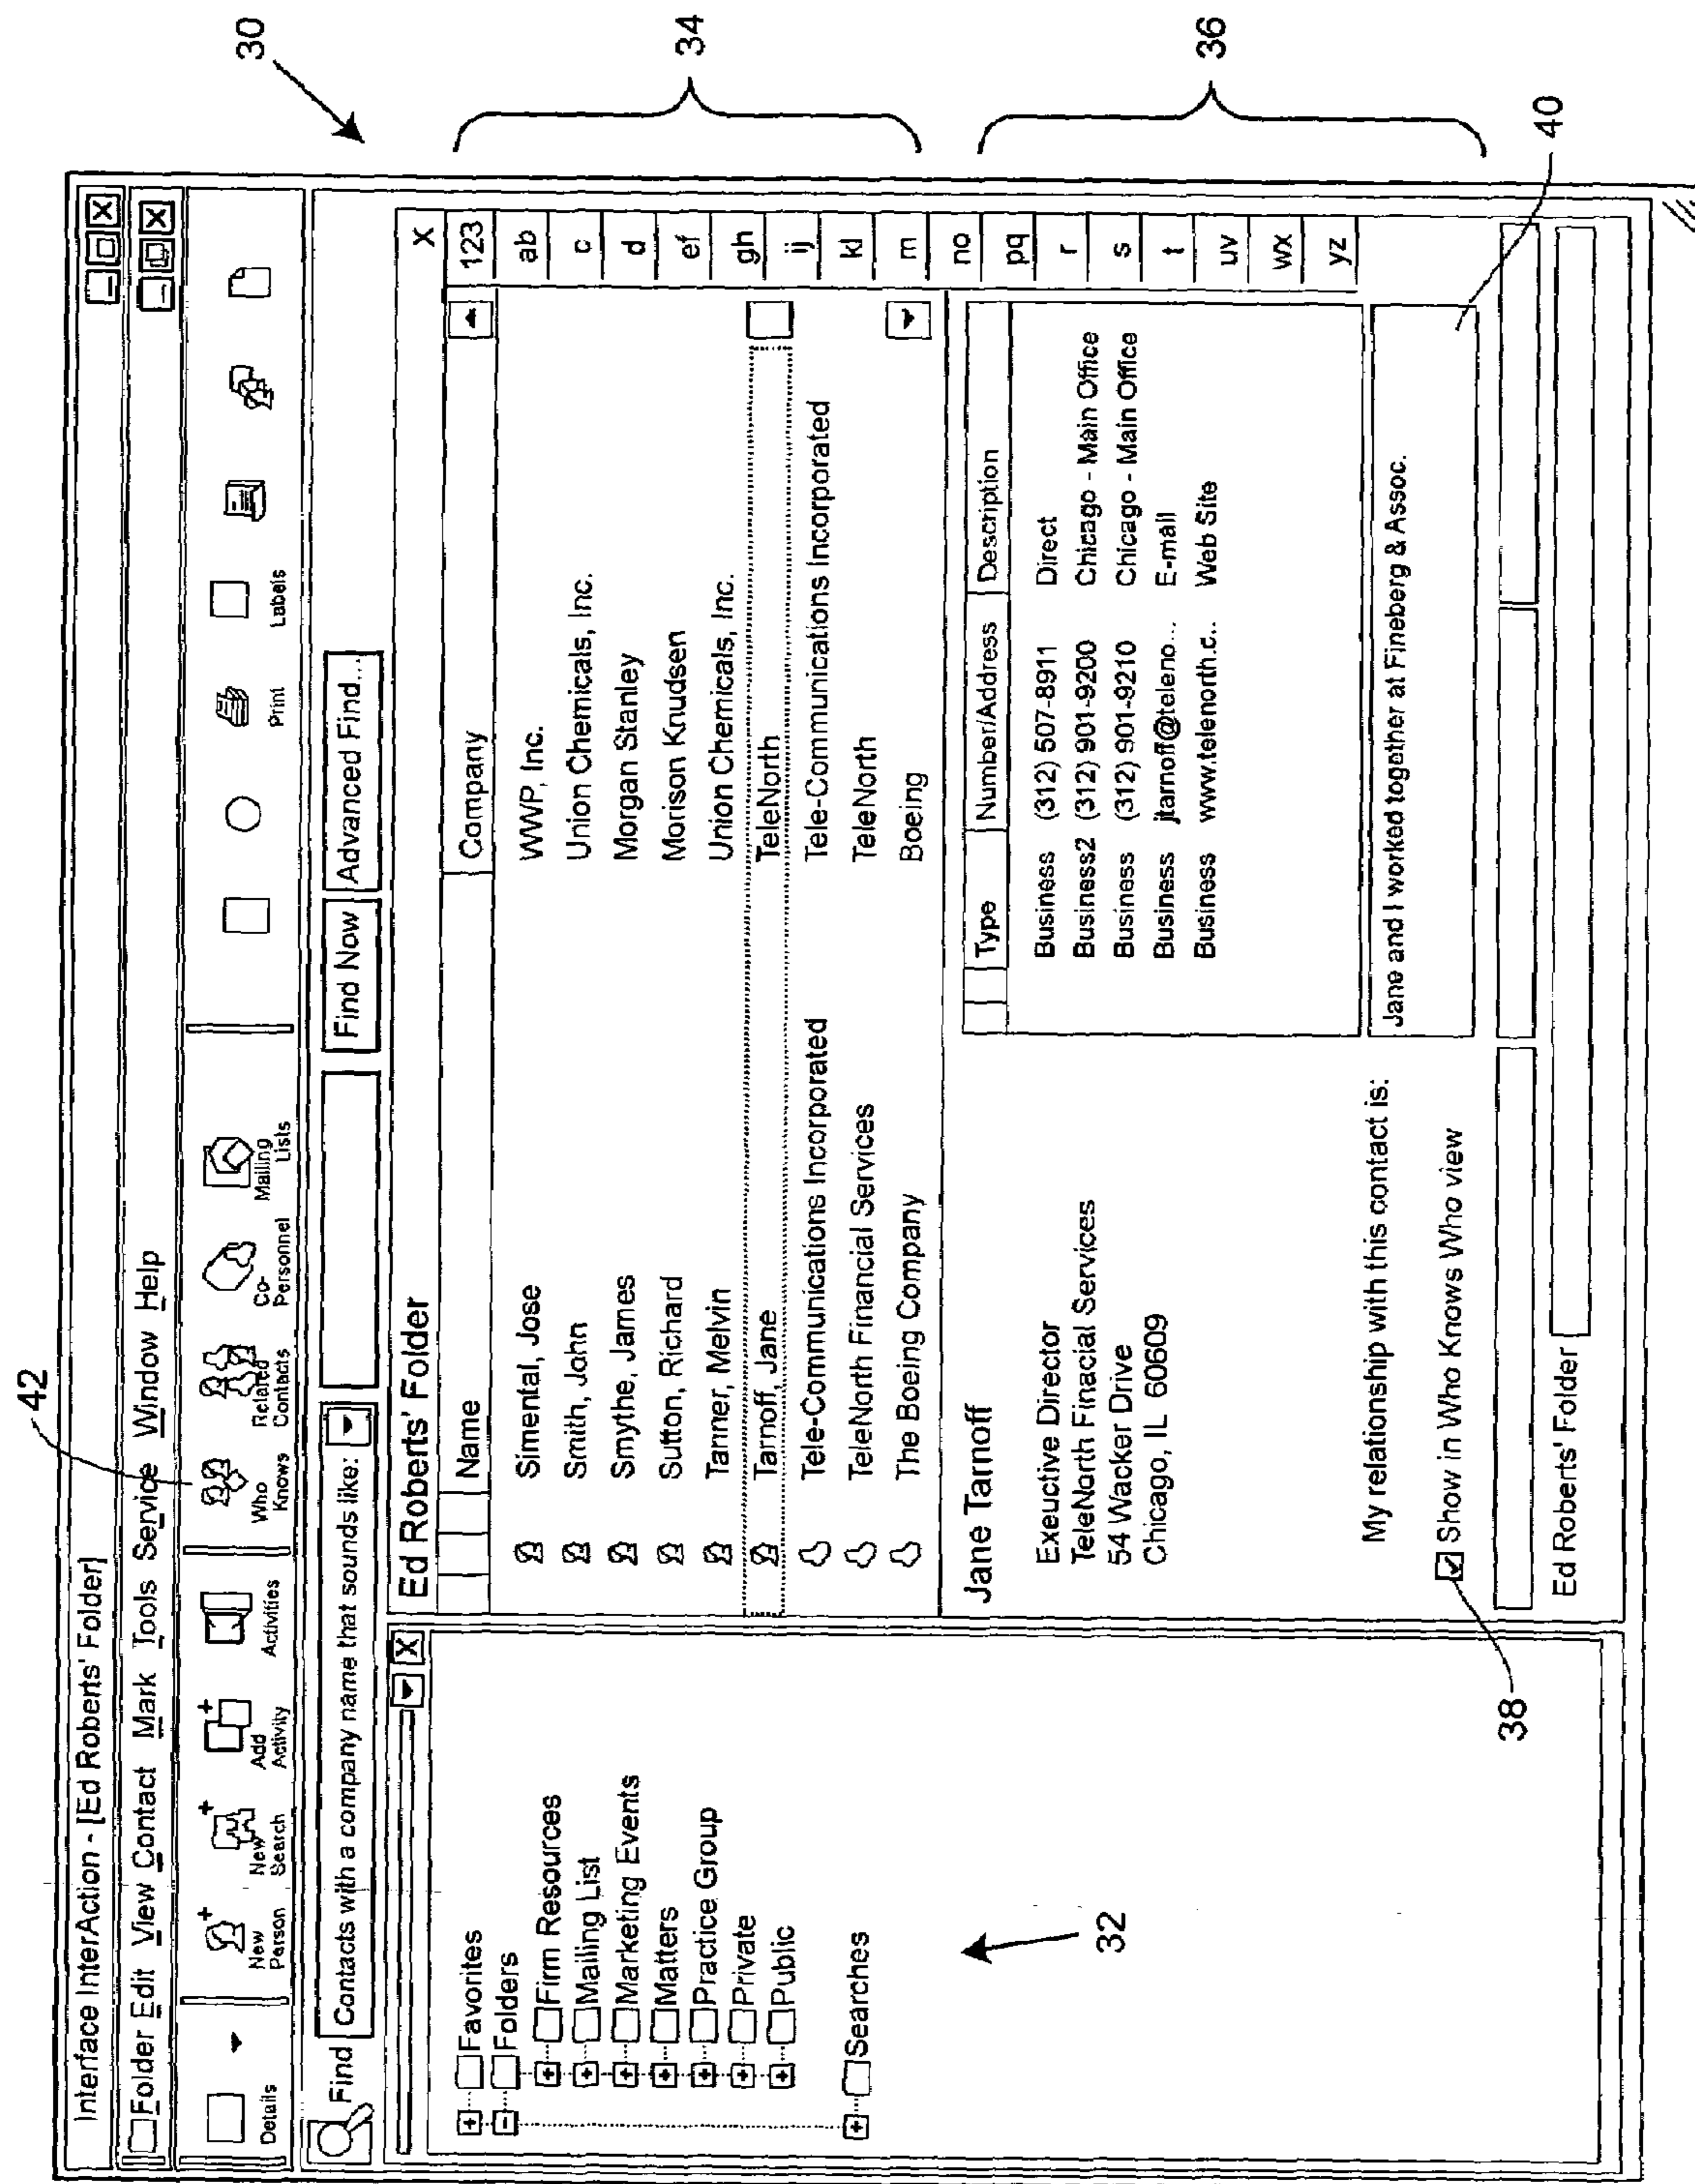 42
30
Interface InterAction - [Ed Roberts' Folder]
Folder Edit View Contact Mark Tools Service Window Help
Details
New Person
New Search
Add Activity
Activities
Who Knows
Related Contacts
Co-Personnel
Mailing Lists
Print
Labels
Find Contacts with a company name that sounds like: Find Now Advanced Find...
Favorites
Folders
Firm Resources
Mailing List
Marketing Events
Matters
Practice Group
Private
Public
Searches
32
Ed Roberts' Folder X
Name Company
Simental, Jose WWP, Inc.
Smith, John Union Chemicals, Inc.
Smythe, James Morgan Stanley
Sutton, Richard Morison Knudsen
Tanner, Melvin Union Chemicals, Inc.
Tarnoff, Jane TeleNorth
Tele-Communications Incorporated Tele-Communications Incorporated
TeleNorth Financial Services TeleNorth
The Boeing Company Boeing
123
ab
c
d
ef
gh
ij
kl
m
no
pq
r
s
t
uv
wx
yz
34
Jane Tarnoff
Exeuctive Director
TeleNorth Finacial Services
54 Wacker Drive
Chicago, IL 60609
Type Number/Address Description
Business (312) 507-8911 Direct
Business2 (312) 901-9200 Chicago - Main Office
Business (312) 901-9210 Chicago - Main Office
Business jtarnoff@teleno... E-mail
Business www.telenorth.c.. Web Site
36
My relationship with this contact is:
Jane and I worked together at Fineberg & Assoc.
Show in Who Knows Who view
38
40
Ed Roberts' Folder